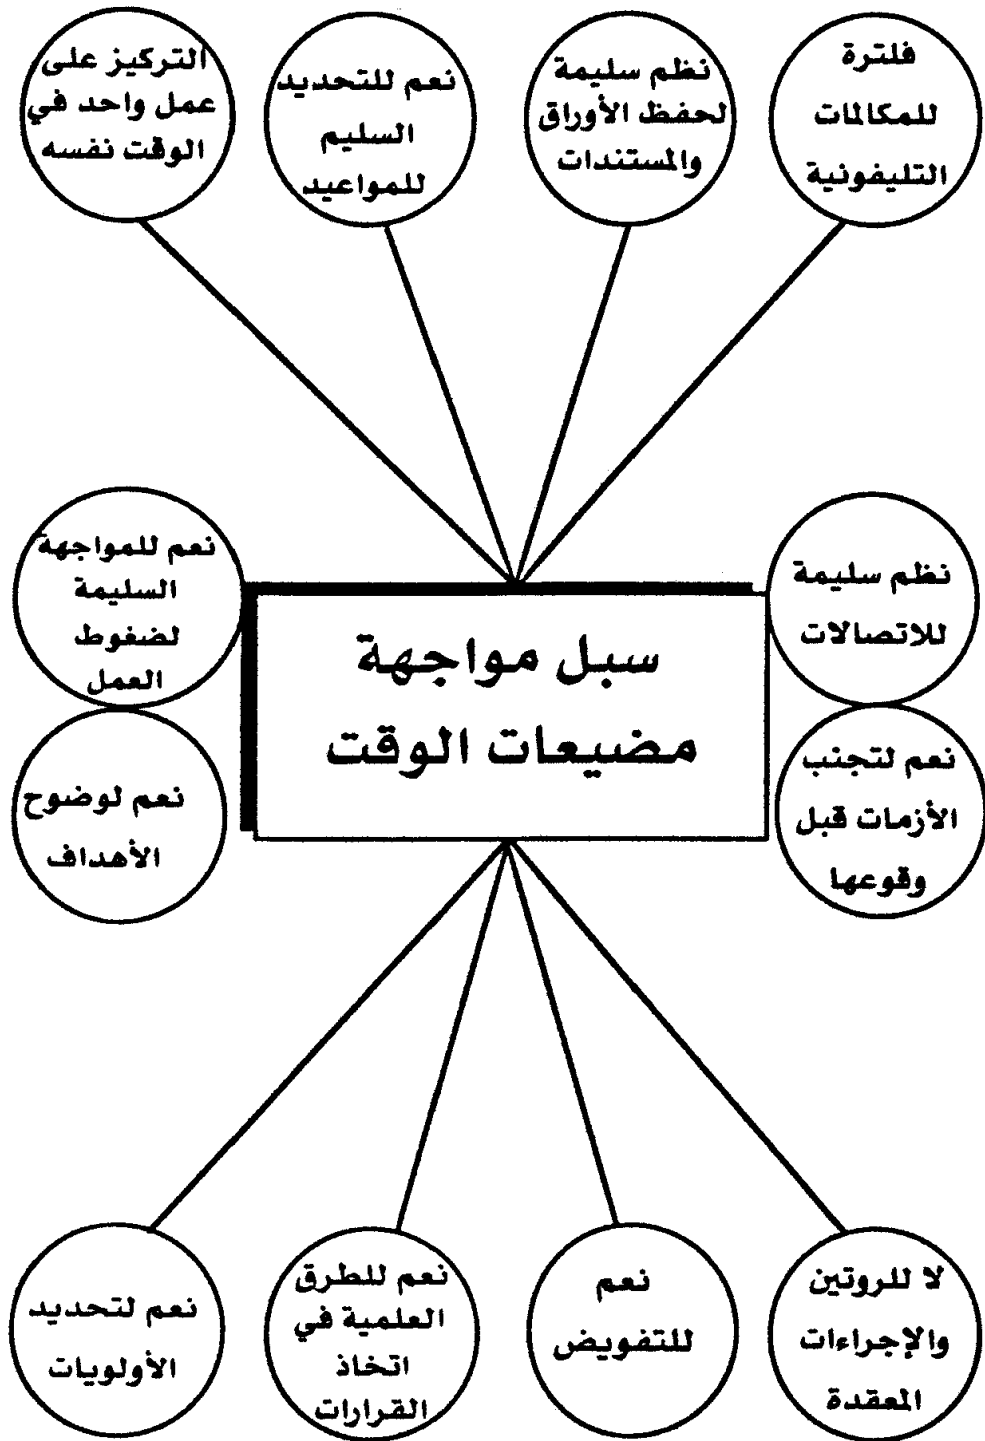 فلترة
للمكالمات
التليفونية
نظم سليمة
لحفظ الأوراق
والمستندات
نعم للتحديد
السليم
للمواعيد
التركيز على
عمل واحد في
الوقت نفسه
نظم سليمة
للاتصالات
نعم لتجنب
الأزمات قبل
وقوعها
سبل مواجهة
مضيعات الوقت
نعم للمواجهة
السليمة
لضغوط
العمل
نعم لوضوح
الأهداف
لا للروتين
والإجراءات
المعقدة
نعم
للتفويض
نعم للطرق
العلمية في
اتخاذ
القرارات
نعم لتحديد
الأولويات